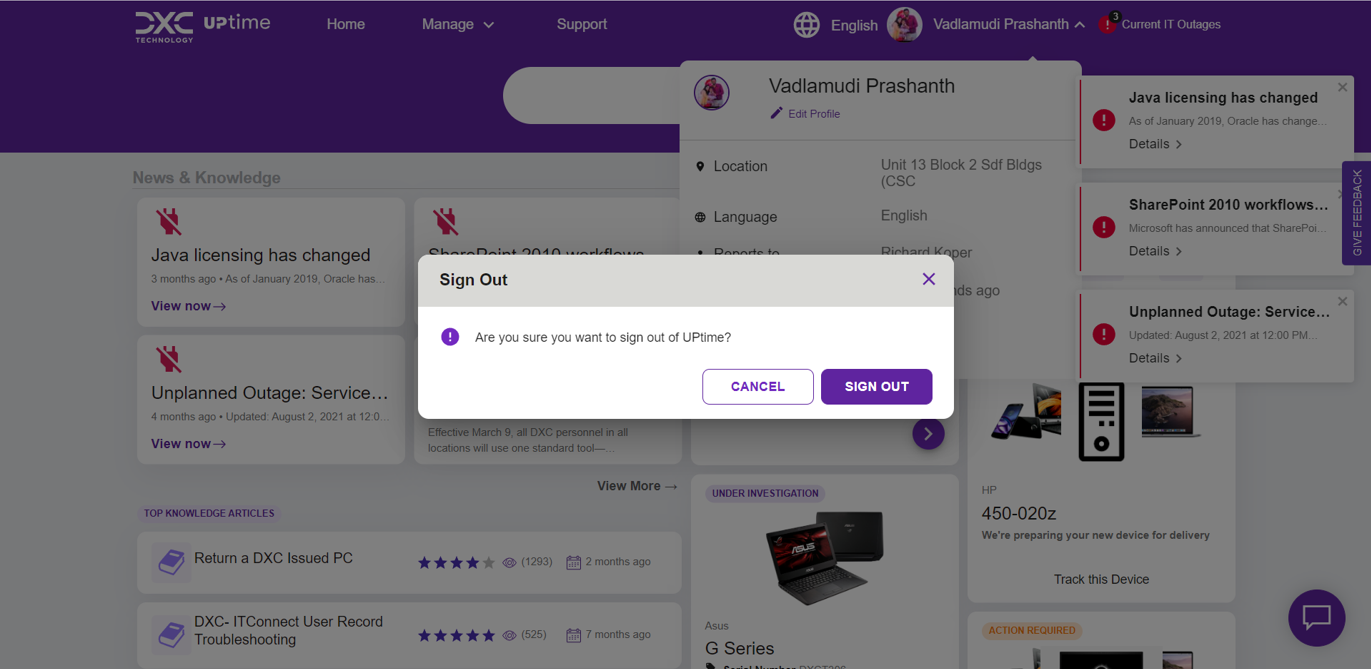 DXC
TECHNOLOGY
UPtime
Home
Manage
Support
English
Vadlamudi Prashanth
3
Current IT Outages
Vadlamudi Prashanth
Edit Profile
Location
Unit 13 Block 2 Sdf Bldgs
(CSC
Language
English
Reports to
Richard Koper
ds ago
Java licensing has changed
As of January 2019, Oracle has change...
Details
SharePoint 2010 workflows...
Microsoft has announced that SharePoi...
Details
Unplanned Outage: Service...
Updated: August 2, 2021 at 12:00 PM...
Details
GIVE FEEDBACK
News & Knowledge
Java licensing has changed
3 months ago • As of January 2019, Oracle has...
View now→
SharePoint 2010 workflows
Unplanned Outage: Service...
4 months ago • Updated: August 2, 2021 at 12:0...
View now→
Effective March 9, all DXC personnel in all
locations will use one standard tool—...
View More →
Sign Out
Are you sure you want to sign out of UPtime?
CANCEL
SIGN OUT
TOP KNOWLEDGE ARTICLES
Return a DXC Issued PC
(1293)
2 months ago
DXC- ITConnect User Record
Troubleshooting
(525)
7 months ago
UNDER INVESTIGATION
ASUS
Asus
G Series
Serial Number
HP
450-020z
We're preparing your new device for delivery
Track this Device
ACTION REQUIRED